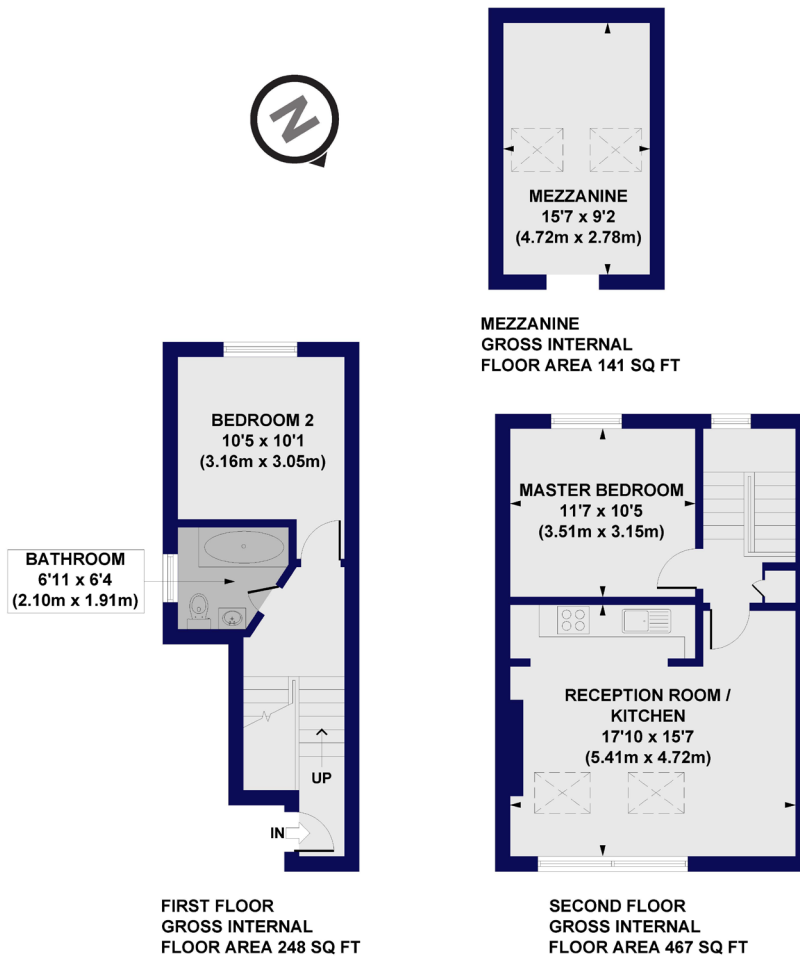 N
MEZZANINE
15'7 x 9'2
(4.72m x 2.78m)
MEZZANINE
GROSS INTERNAL
FLOOR AREA 141 SQ FT
BEDROOM 2
10'5 x 10'1
(3.16m x 3.05m)
BATHROOM
6'11 x 6'4
(2.10m x 1.91m)
UP
IN
FIRST FLOOR
GROSS INTERNAL
FLOOR AREA 248 SQ FT
MASTER BEDROOM
11'7 x 10'5
(3.51m x 3.15m)
RECEPTION ROOM /
KITCHEN
17'10 x 15'7
(5.41m x 4.72m)
SECOND FLOOR
GROSS INTERNAL
FLOOR AREA 467 SQ FT